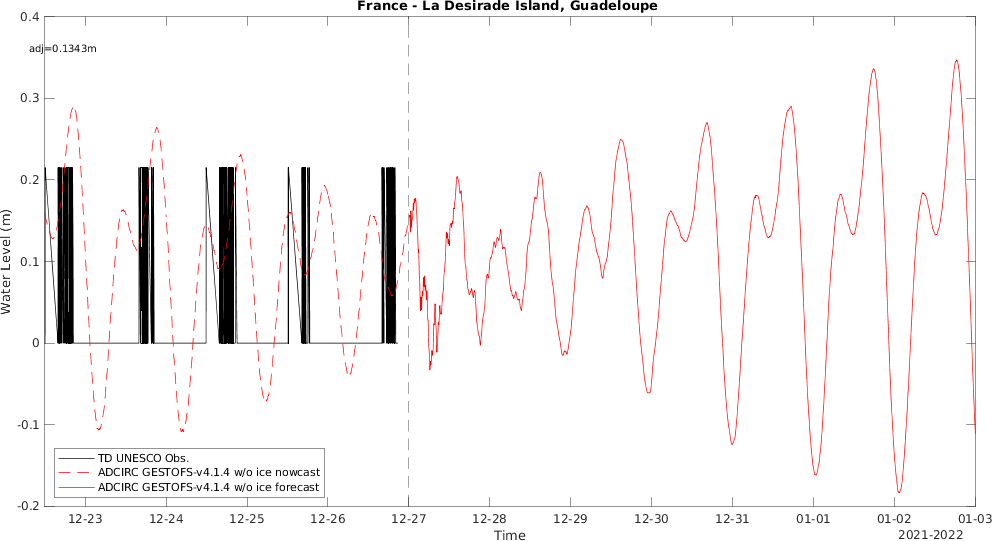 France - La Desirade Island, Guadeloupe
adj=0.1343m
0.4
0.3
0.2
0.1
0
-0.1
-0.2
Water Level (m)
TD UNESCO Obs.
ADCIRC GESTOFS-v4.1.4 w/o ice nowcast
ADCIRC GESTOFS-v4.1.4 w/o ice forecast
12-23 12-24 12-25 12-26 12-27 12-28 12-29 12-30 12-31 01-01 01-02 01-03
Time
2021-2022